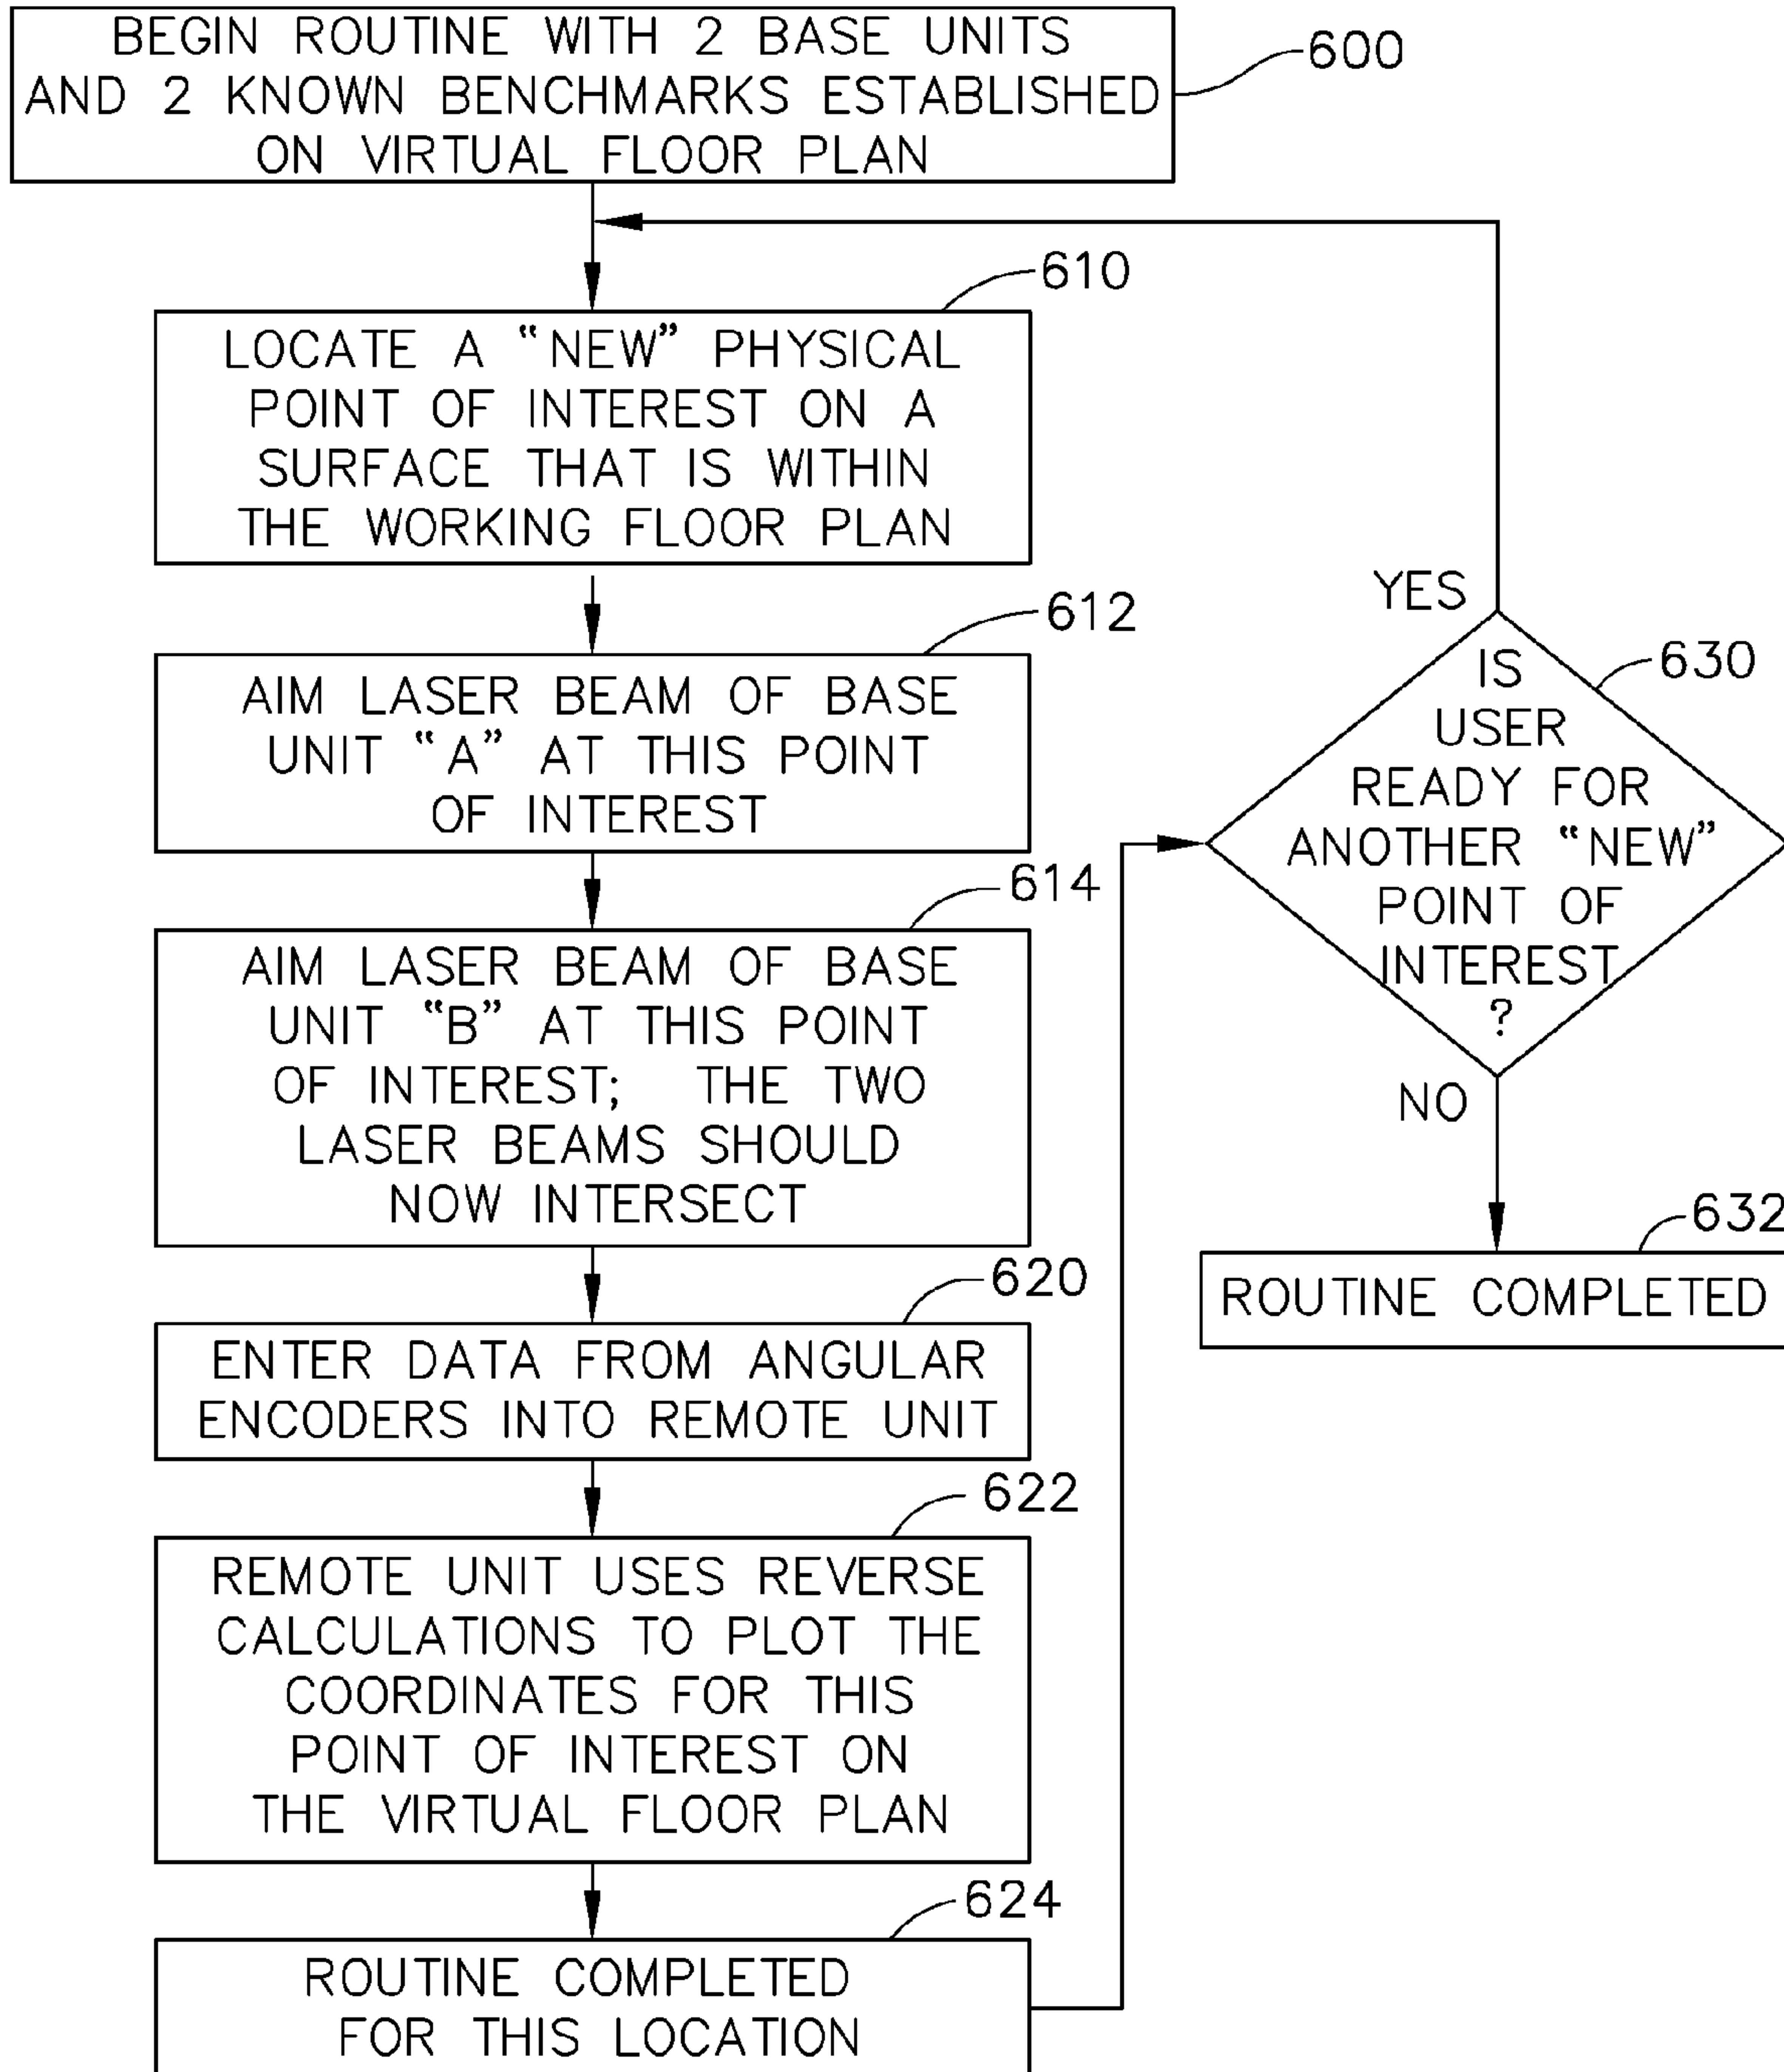 BEGIN ROUTINE WITH 2 BASE UNITS
AND 2 KNOWN BENCHMARKS ESTABLISHED
ON VIRTUAL FLOOR PLAN
600
610
LOCATE A “NEW” PHYSICAL
POINT OF INTEREST ON A
SURFACE THAT IS WITHIN
THE WORKING FLOOR PLAN
612
AIM LASER BEAM OF BASE
UNIT “A” AT THIS POINT
OF INTEREST
614
AIM LASER BEAM OF BASE
UNIT “B” AT THIS POINT
OF INTEREST; THE TWO
LASER BEAMS SHOULD
NOW INTERSECT
620
ENTER DATA FROM ANGULAR
ENCODERS INTO REMOTE UNIT
622
REMOTE UNIT USES REVERSE
CALCULATIONS TO PLOT THE
COORDINATES FOR THIS
POINT OF INTEREST ON
THE VIRTUAL FLOOR PLAN
624
ROUTINE COMPLETED
FOR THIS LOCATION
YES
630
IS
USER
READY FOR
ANOTHER “NEW”
POINT OF
INTEREST
?
NO
632
ROUTINE COMPLETED